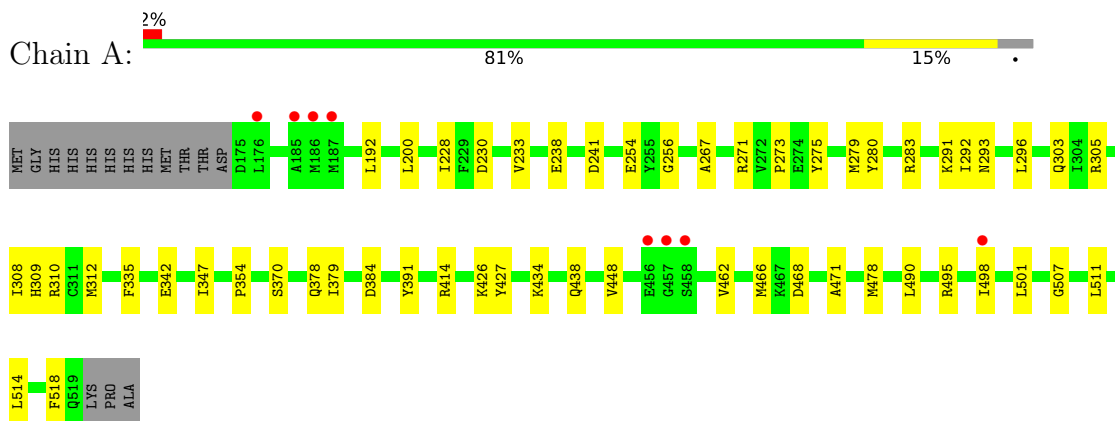 2%
Chain A:
81% 15% •
MET GLY HIS HIS HIS HIS HIS HIS MET THR THR ASP D175 L176 A185 M186 M187 L192 L200 I228 F229 D230 V233 E238 D241 E254 Y255 G256 A267 R271 V272 P273 E274 Y275 M279 Y280 R283 K291 I292 N293 L296 Q303 I304 R305
I308 H309 R310 C311 M312 F335 E342 I347 P354 S370 Q378 I379 D384 Y391 R414 K426 Y427 K434 Q438 V448 E456 G457 S458 V462 M466 K467 D468 A471 M478 L490 R495 I498 L501 G507 L511
L514 F518 Q519 LYS PRO ALA